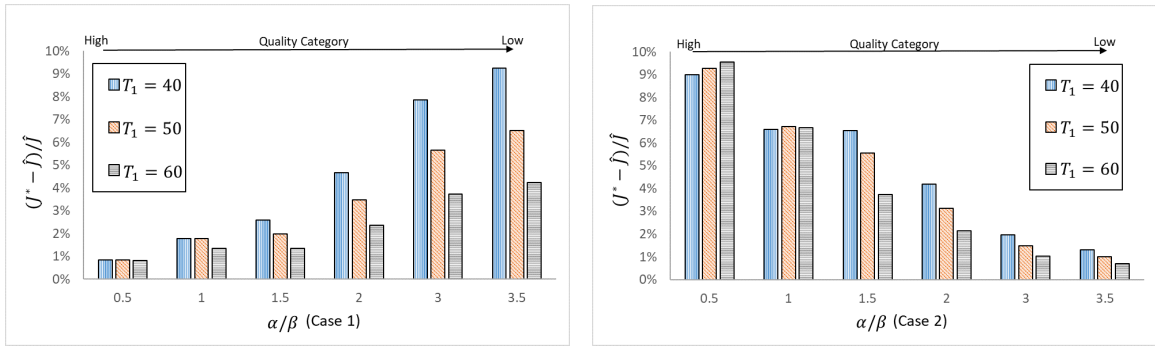 High Quality Category Low
10%
9%
8%
7%
6%
5%
4%
3%
2%
1%
0%
(J* − Ĵ)/Ĵ
T₁ = 40
T₁ = 50
T₁ = 60
0.5 1 1.5 2 3 3.5
α/β (Case 1)
High Quality Category Low
10%
9%
8%
7%
6%
5%
4%
3%
2%
1%
0%
(J* − Ĵ)/Ĵ
T₁ = 40
T₁ = 50
T₁ = 60
0.5 1 1.5 2 3 3.5
α/β (Case 2)